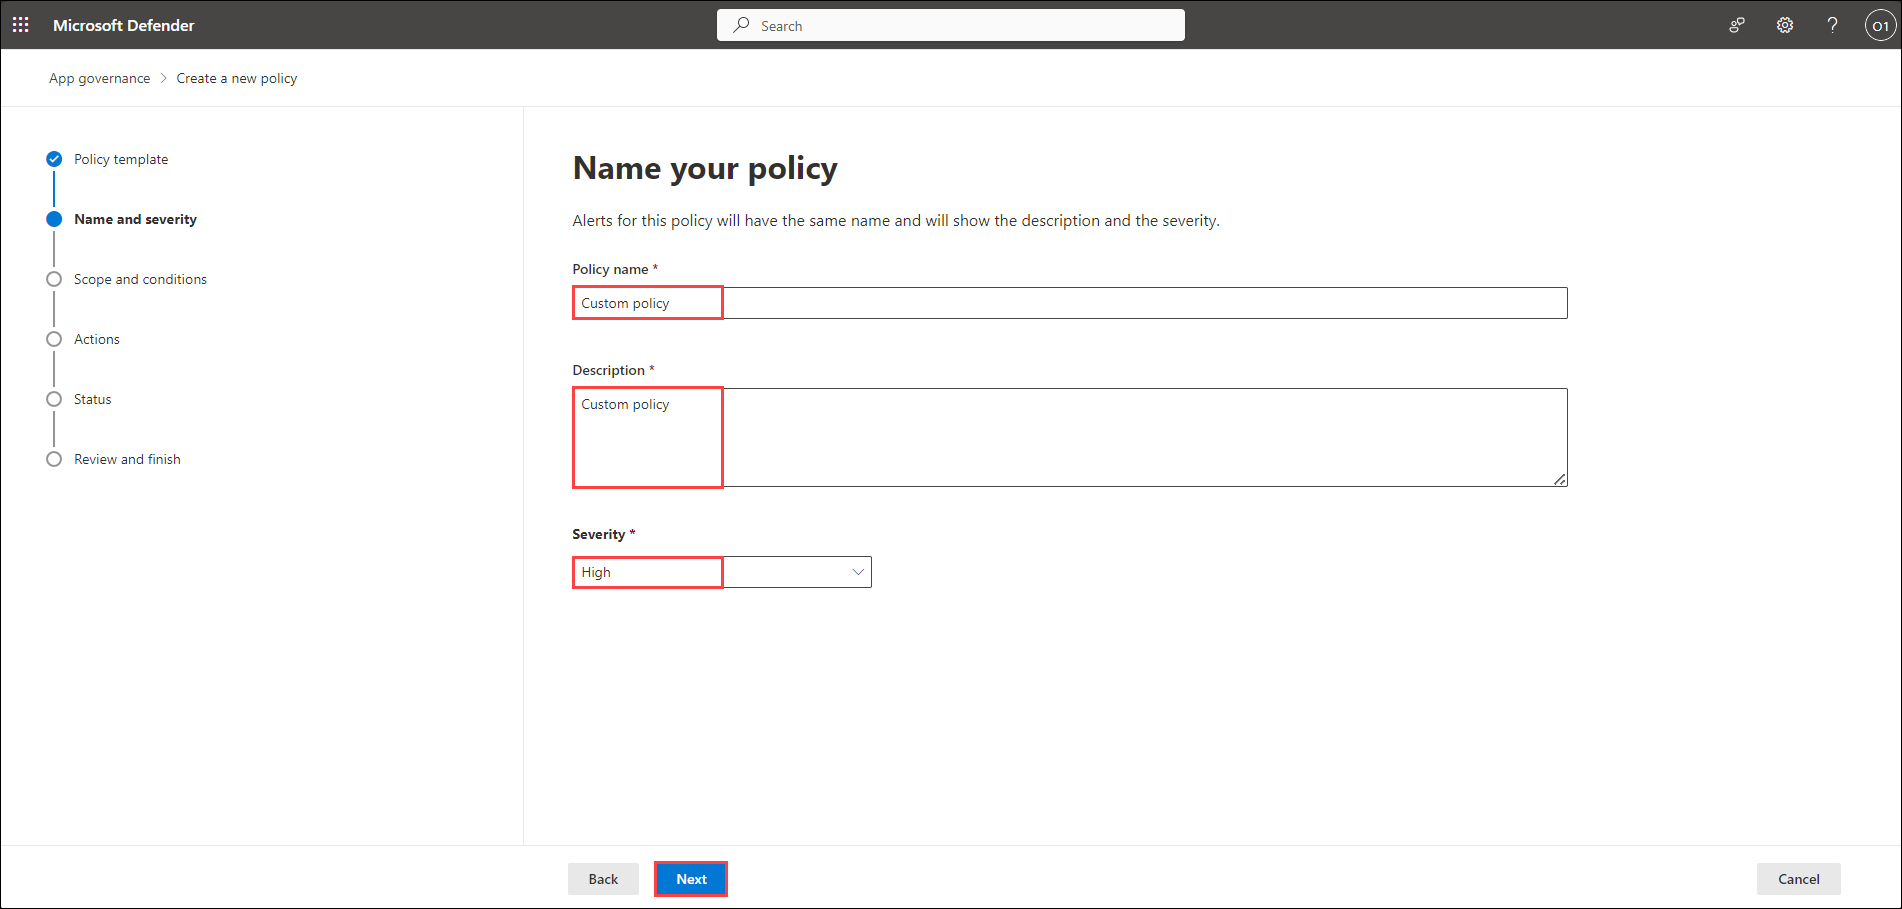 Microsoft Defender
Search
O1
App governance > Create a new policy
Policy template
Name and severity
Scope and conditions
Actions
Status
Review and finish
Name your policy
Alerts for this policy will have the same name and will show the description and the severity.
Policy name *
Custom policy
Description *
Custom policy
Severity *
High
Back
Next
Cancel